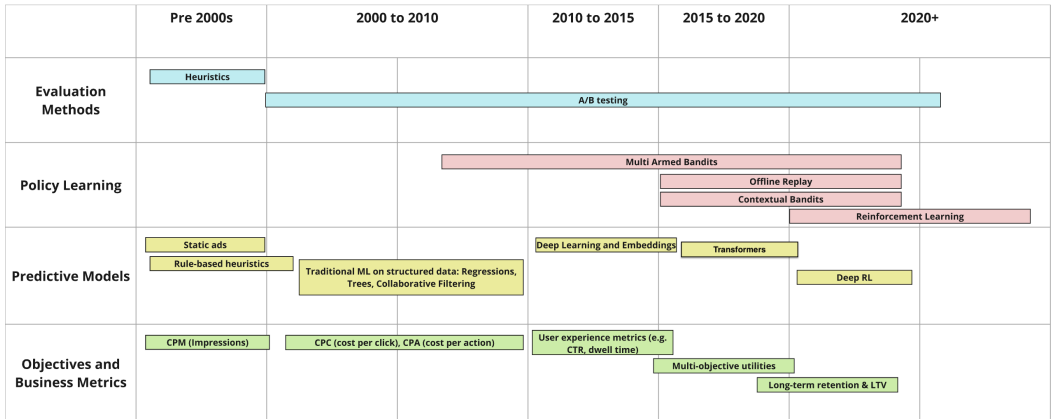 Pre 2000s
2000 to 2010
2010 to 2015
2015 to 2020
2020+
Evaluation
Methods
Heuristics
A/B testing
Policy Learning
Multi Armed Bandits
Offline Replay
Contextual Bandits
Reinforcement Learning
Predictive Models
Static ads
Rule-based heuristics
Traditional ML on structured data: Regressions,
Trees, Collaborative Filtering
Deep Learning and Embeddings
Transformers
Deep RL
Objectives and
Business Metrics
CPM (Impressions)
CPC (cost per click), CPA (cost per action)
User experience metrics (e.g.
CTR, dwell time)
Multi-objective utilities
Long-term retention & LTV